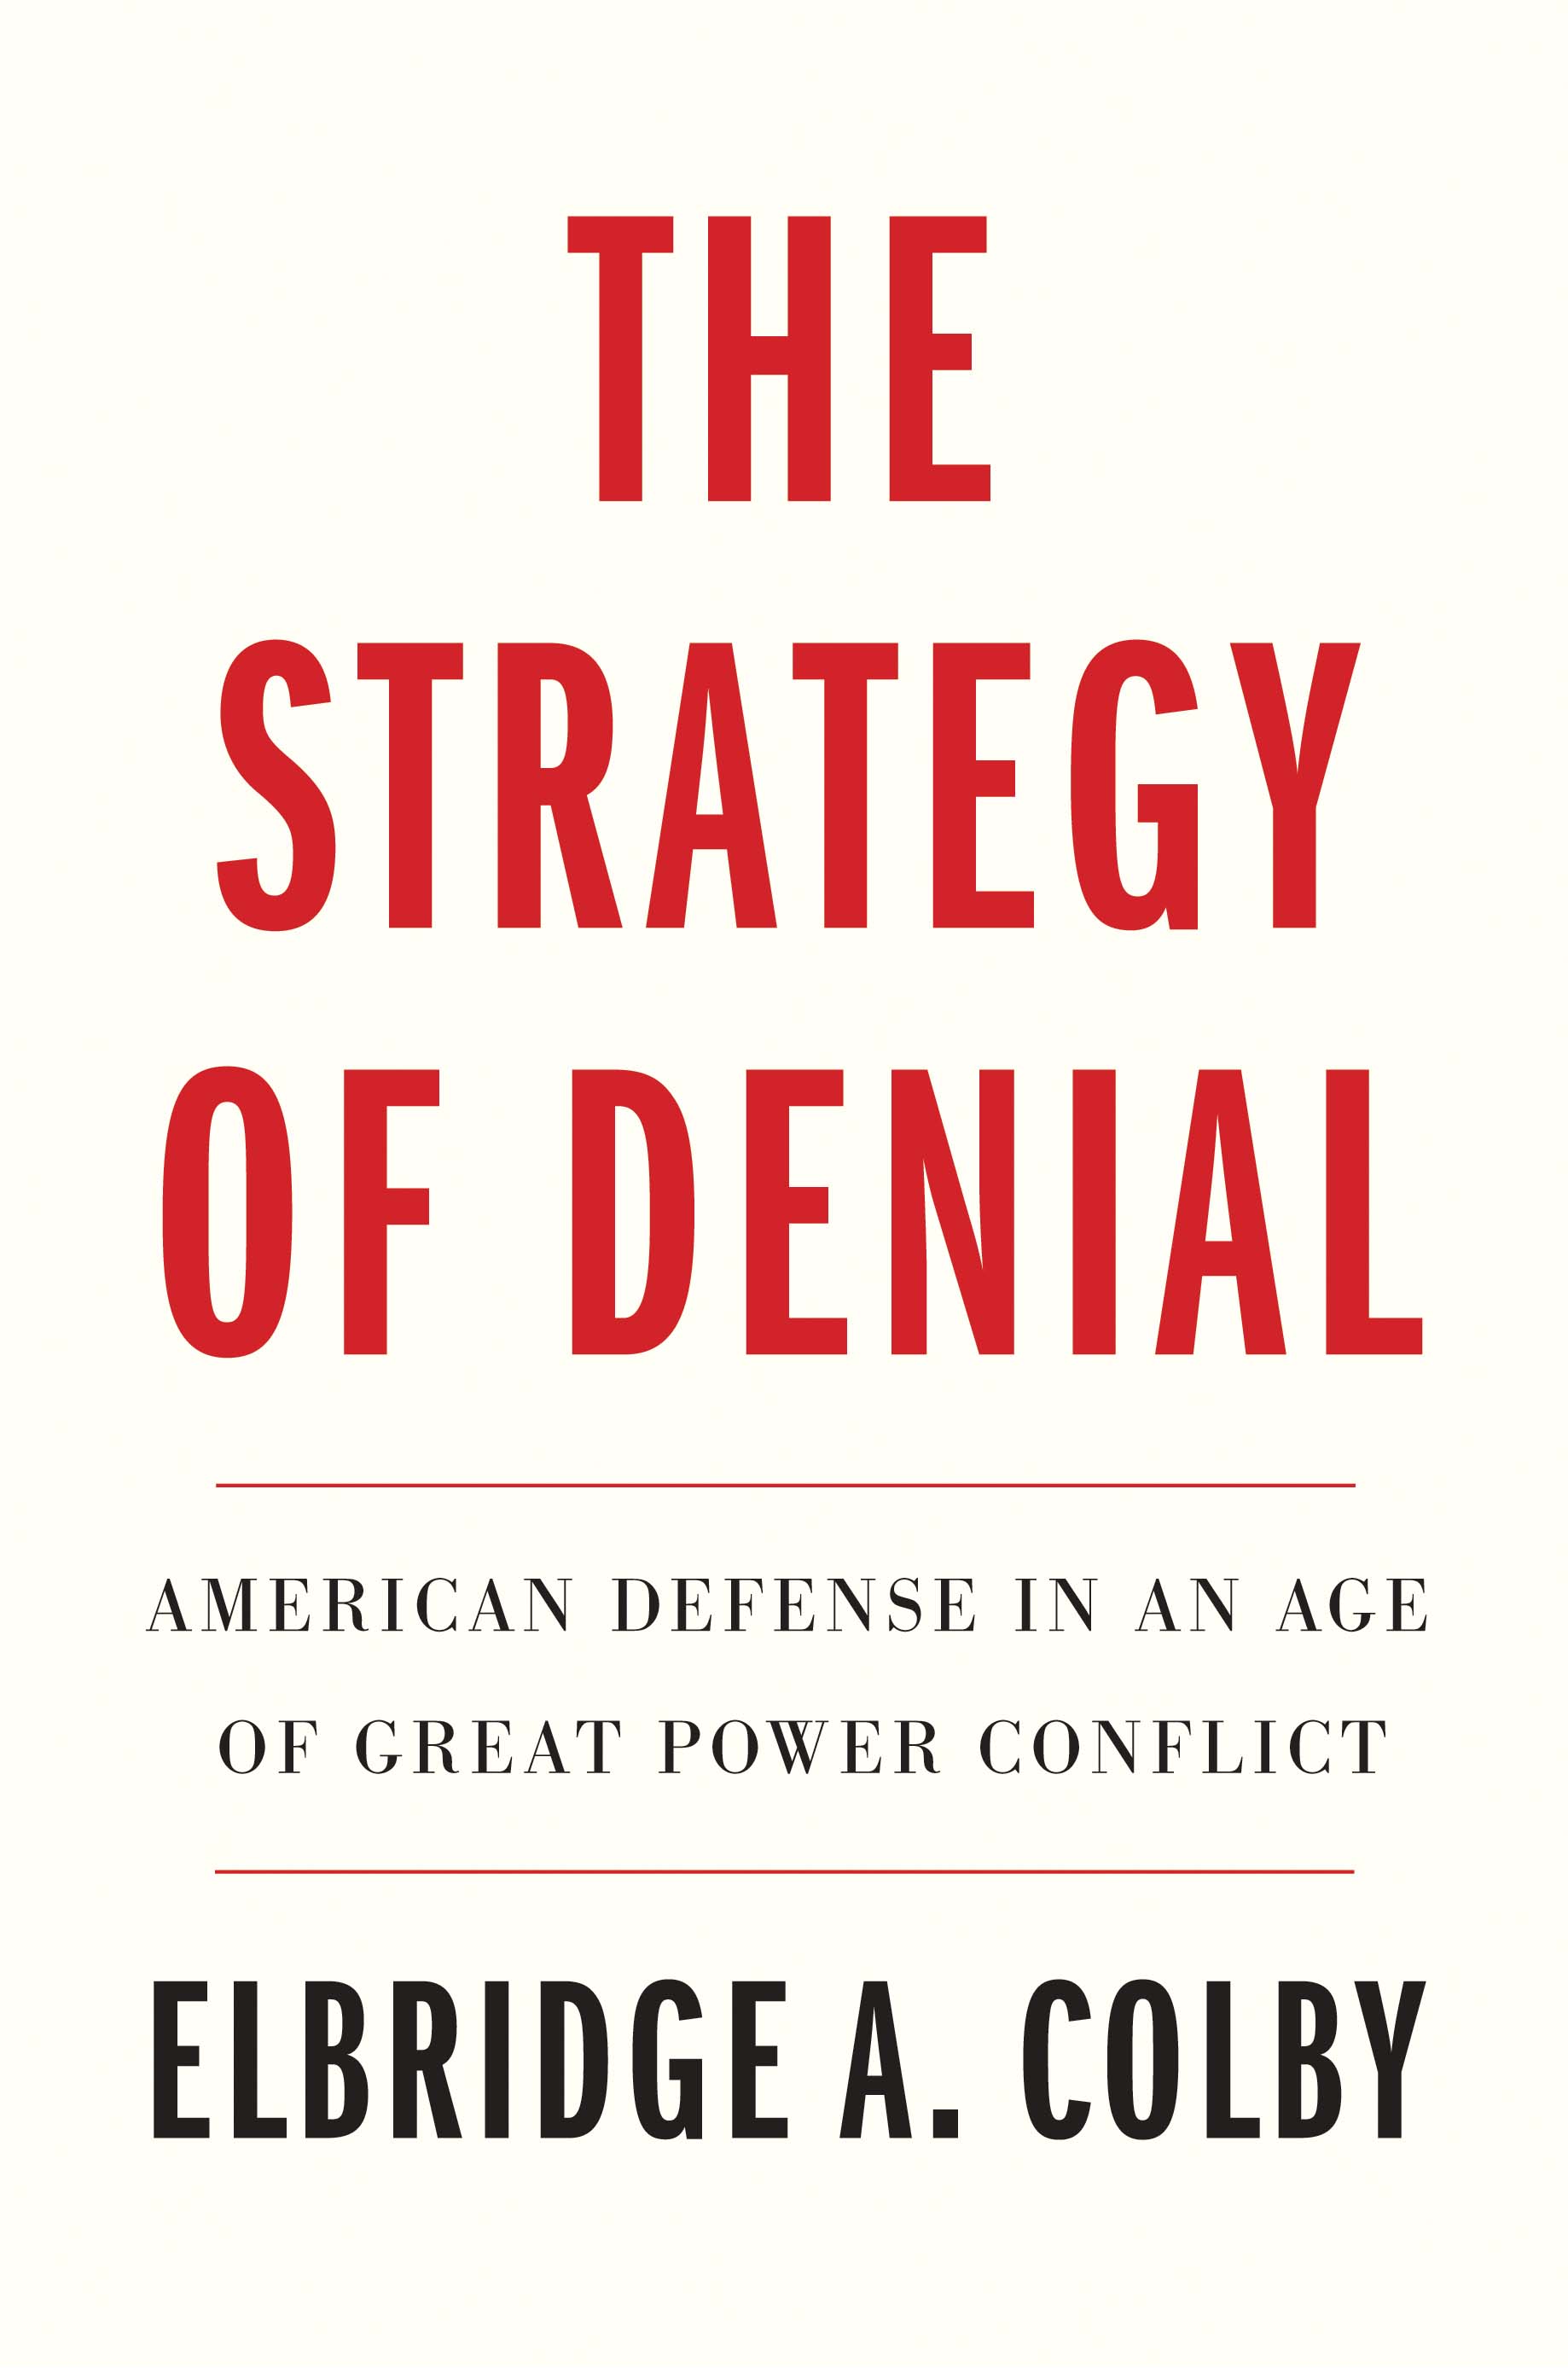 THE
STRATEGY
OF DENIAL
AMERICAN DEFENSE IN AN AGE
OF GREAT POWER CONFLICT
ELBRIDGE A. COLBY